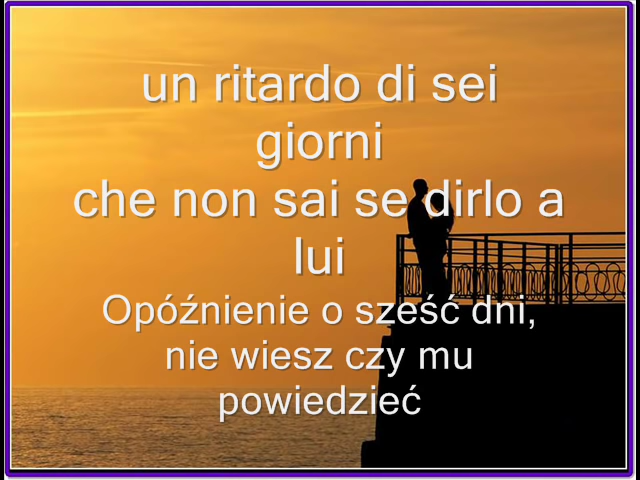 un ritardo di sei
giorni
che non sai se dirlo a
lui
Opóźnienie o sześć dni,
nie wiesz czy mu
powiedzieć